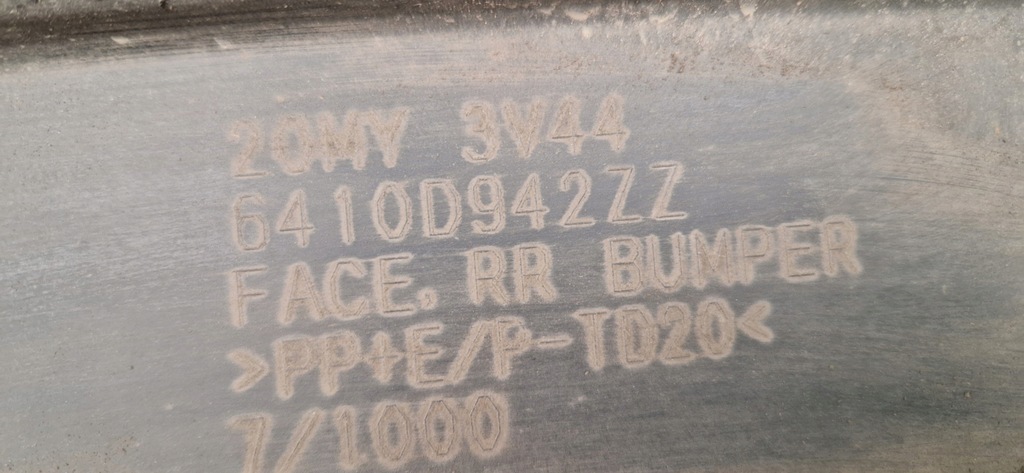 20MY 3V44
6410D942ZZ
FACE, RR BUMPER
>PP+E/P-TD20<
7/1000